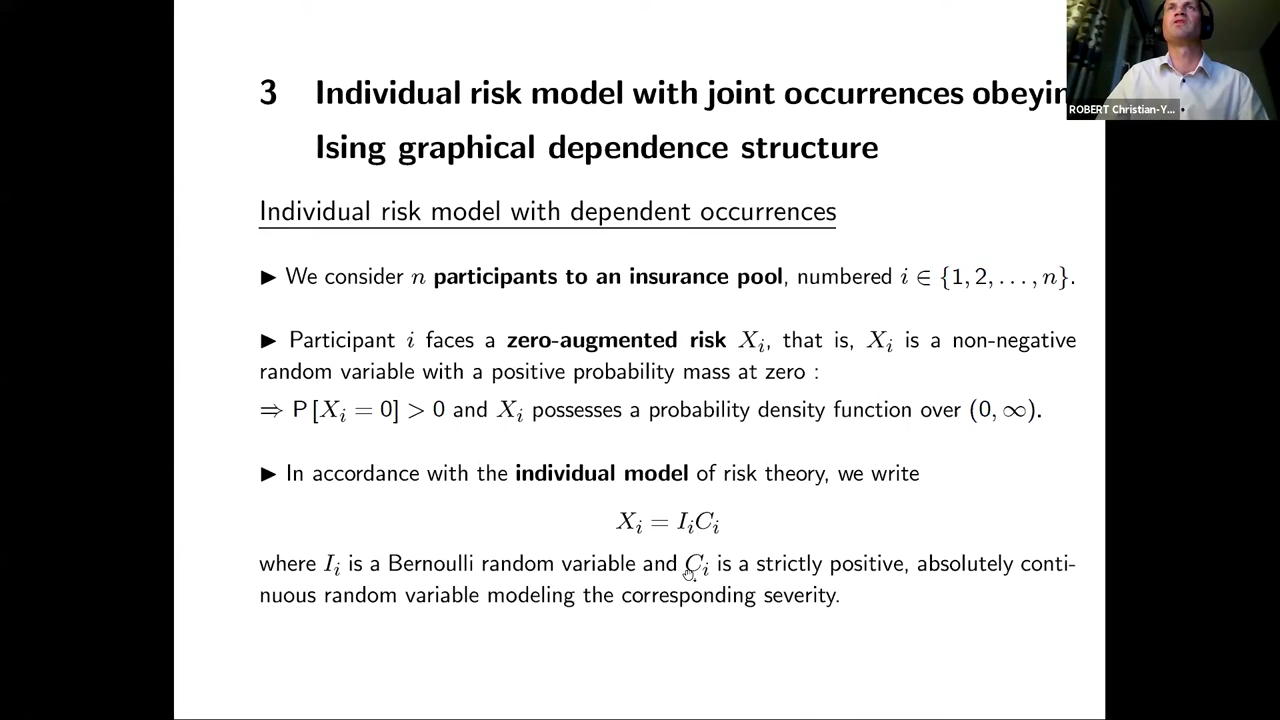 3 Individual risk model with joint occurrences obeyin
Ising graphical dependence structure
ROBERT Christian-Y...
Individual risk model with dependent occurrences
▶ We consider n participants to an insurance pool, numbered i ∈ {1, 2, . . . , n}.
▶ Participant i faces a zero-augmented risk X_i, that is, X_i is a non-negative
random variable with a positive probability mass at zero :
⇒ P [X_i = 0] > 0 and X_i possesses a probability density function over (0, ∞).
▶ In accordance with the individual model of risk theory, we write
X_i = I_i C_i
where I_i is a Bernoulli random variable and C_i is a strictly positive, absolutely conti-
nuous random variable modeling the corresponding severity.